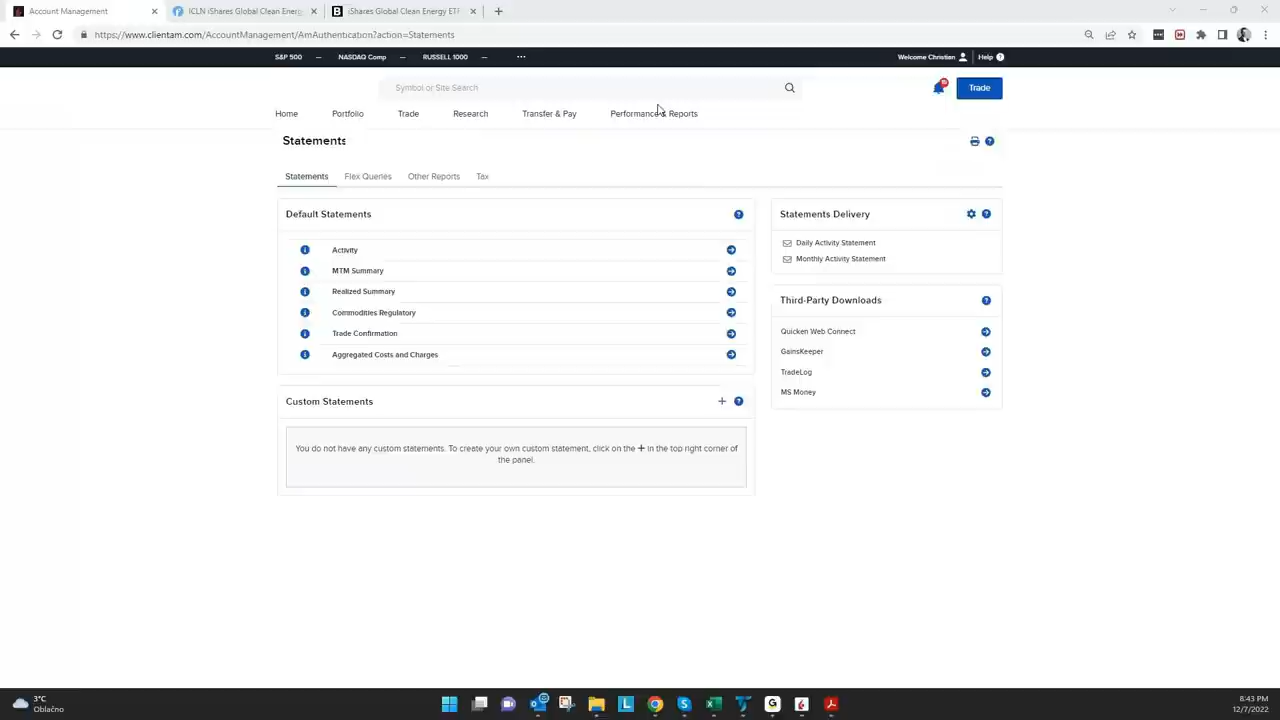 Account Management
ICLN iShares Global Clean Energ
iShares Global Clean Energy ETF
https://www.clientam.com/AccountManagement/AmAuthentication?action=Statements
S&P 500 — NASDAQ Comp — RUSSELL 1000 — ...
Welcome Christian Help
Symbol or Site Search
Trade
Home Portfolio Trade Research Transfer & Pay Performance & Reports
Statements
Statements Flex Queries Other Reports Tax
Default Statements
Activity
MTM Summary
Realized Summary
Commodities Regulatory
Trade Confirmation
Aggregated Costs and Charges
Custom Statements
You do not have any custom statements. To create your own custom statement, click on the + in the top right corner of
the panel.
Statements Delivery
Daily Activity Statement
Monthly Activity Statement
Third-Party Downloads
Quicken Web Connect
GainsKeeper
TradeLog
MS Money
3°C
Oblačno
8:43 PM
12/7/2022